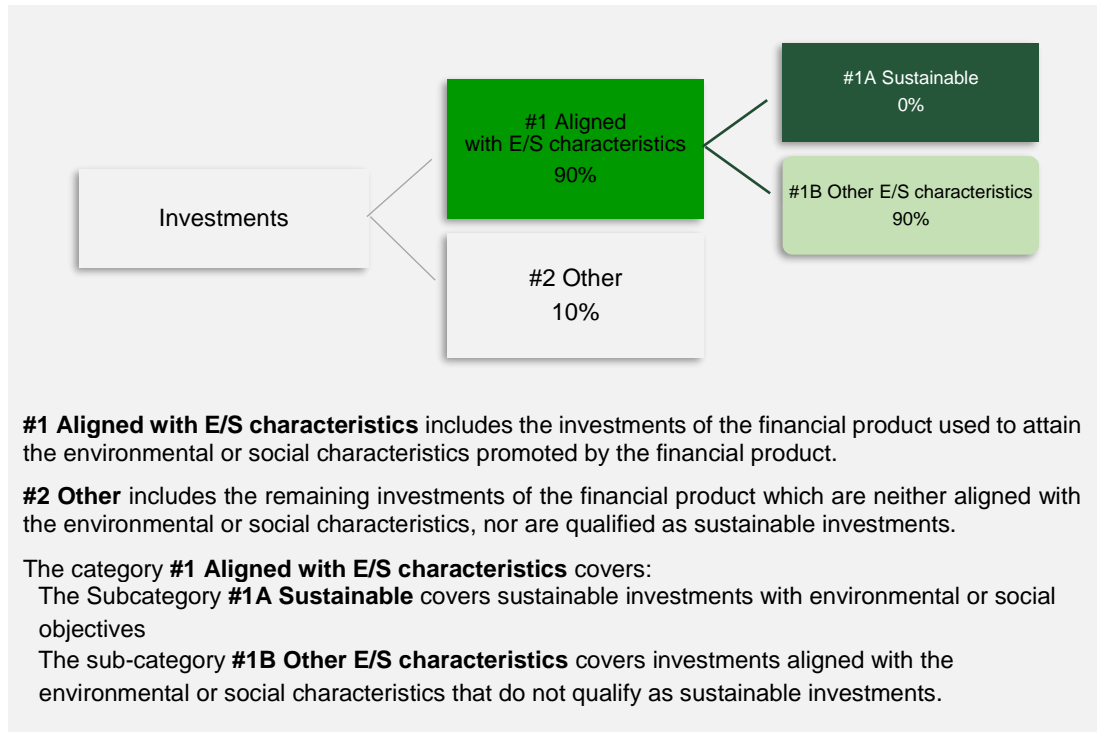 #1A Sustainable
0%
#1 Aligned
with E/S characteristics
90%
#1B Other E/S characteristics
90%
Investments
#2 Other
10%
#1 Aligned with E/S characteristics includes the investments of the financial product used to attain
the environmental or social characteristics promoted by the financial product.
#2 Other includes the remaining investments of the financial product which are neither aligned with
the environmental or social characteristics, nor are qualified as sustainable investments.
The category #1 Aligned with E/S characteristics covers:
The Subcategory #1A Sustainable covers sustainable investments with environmental or social
objectives
The sub-category #1B Other E/S characteristics covers investments aligned with the
environmental or social characteristics that do not qualify as sustainable investments.